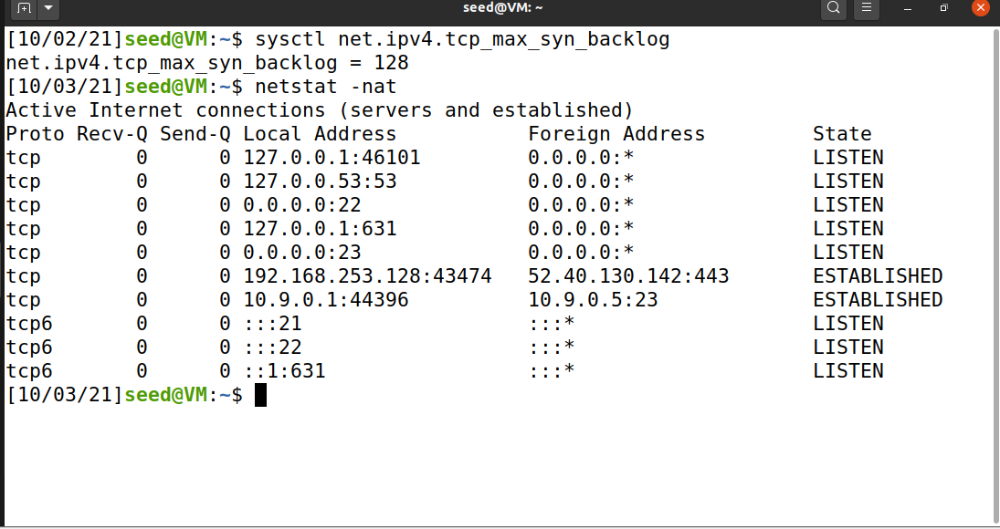 seed@VM: ~
[10/02/21]seed@VM:~$ sysctl net.ipv4.tcp_max_syn_backlog
net.ipv4.tcp_max_syn_backlog = 128
[10/03/21]seed@VM:~$ netstat -nat
Active Internet connections (servers and established)
Proto Recv-Q Send-Q Local Address           Foreign Address         State
tcp        0      0 127.0.0.1:46101         0.0.0.0:*               LISTEN
tcp        0      0 127.0.0.53:53           0.0.0.0:*               LISTEN
tcp        0      0 0.0.0.0:22              0.0.0.0:*               LISTEN
tcp        0      0 127.0.0.1:631           0.0.0.0:*               LISTEN
tcp        0      0 0.0.0.0:23              0.0.0.0:*               LISTEN
tcp        0      0 192.168.253.128:43474   52.40.130.142:443       ESTABLISHED
tcp        0      0 10.9.0.1:44396          10.9.0.5:23             ESTABLISHED
tcp6       0      0 :::21                   :::*                    LISTEN
tcp6       0      0 :::22                   :::*                    LISTEN
tcp6       0      0 ::1:631                 :::*                    LISTEN
[10/03/21]seed@VM:~$